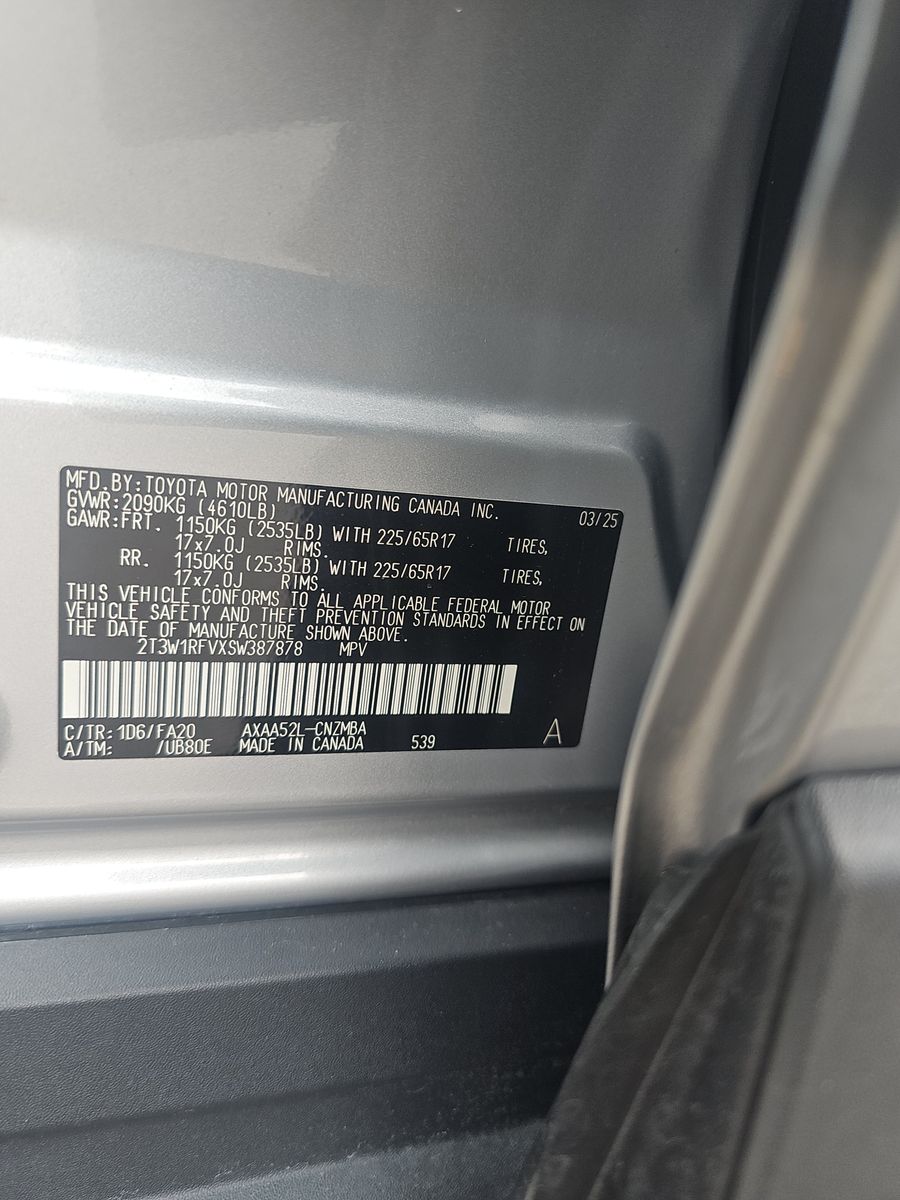 MFD.BY:TOYOTA MOTOR MANUFACTURING CANADA INC.
GVWR:2090KG (4610LB) 03/25
GAWR:FRT. 1150KG (2535LB) WITH 225/65R17 TIRES,
17x7.0J RIMS.
RR. 1150KG (2535LB) WITH 225/65R17 TIRES,
17x7.0J RIMS.
THIS VEHICLE CONFORMS TO ALL APPLICABLE FEDERAL MOTOR
VEHICLE SAFETY AND THEFT PREVENTION STANDARDS IN EFFECT ON
THE DATE OF MANUFACTURE SHOWN ABOVE.
2T3W1RFVXSW387878 MPV
C/TR:1D6/FA20 AXAA52L-CNZMBA
A/TM: /UB80E MADE IN CANADA 539 A